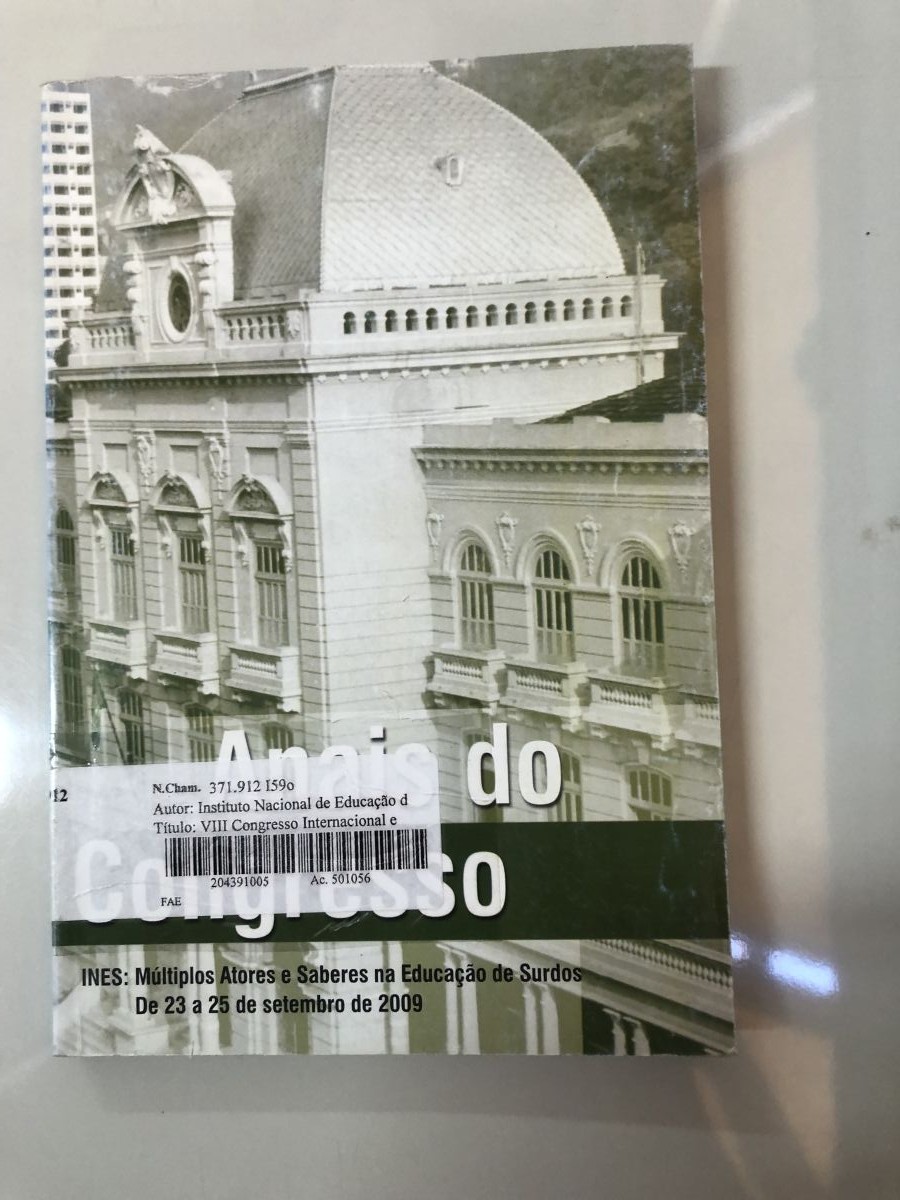 Anais do
12
N.Cham. 371.912 I59o
Autor: Instituto Nacional de Educação d
Título: VIII Congresso Internacional e
204391005 Ac. 501056
FAE
Congresso
INES: Múltiplos Atores e Saberes na Educação de Surdos
De 23 a 25 de setembro de 2009